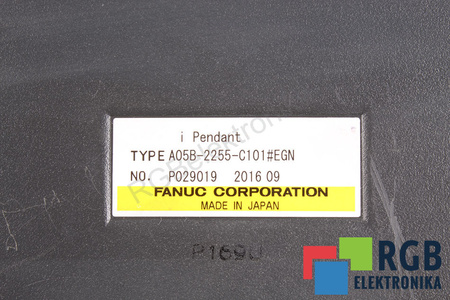 i Pendant
TYPE A05B-2255-C101#EGN
NO. P029019 2016 09
FANUC CORPORATION
MADE IN JAPAN
RGB
ELEKTRONIKA